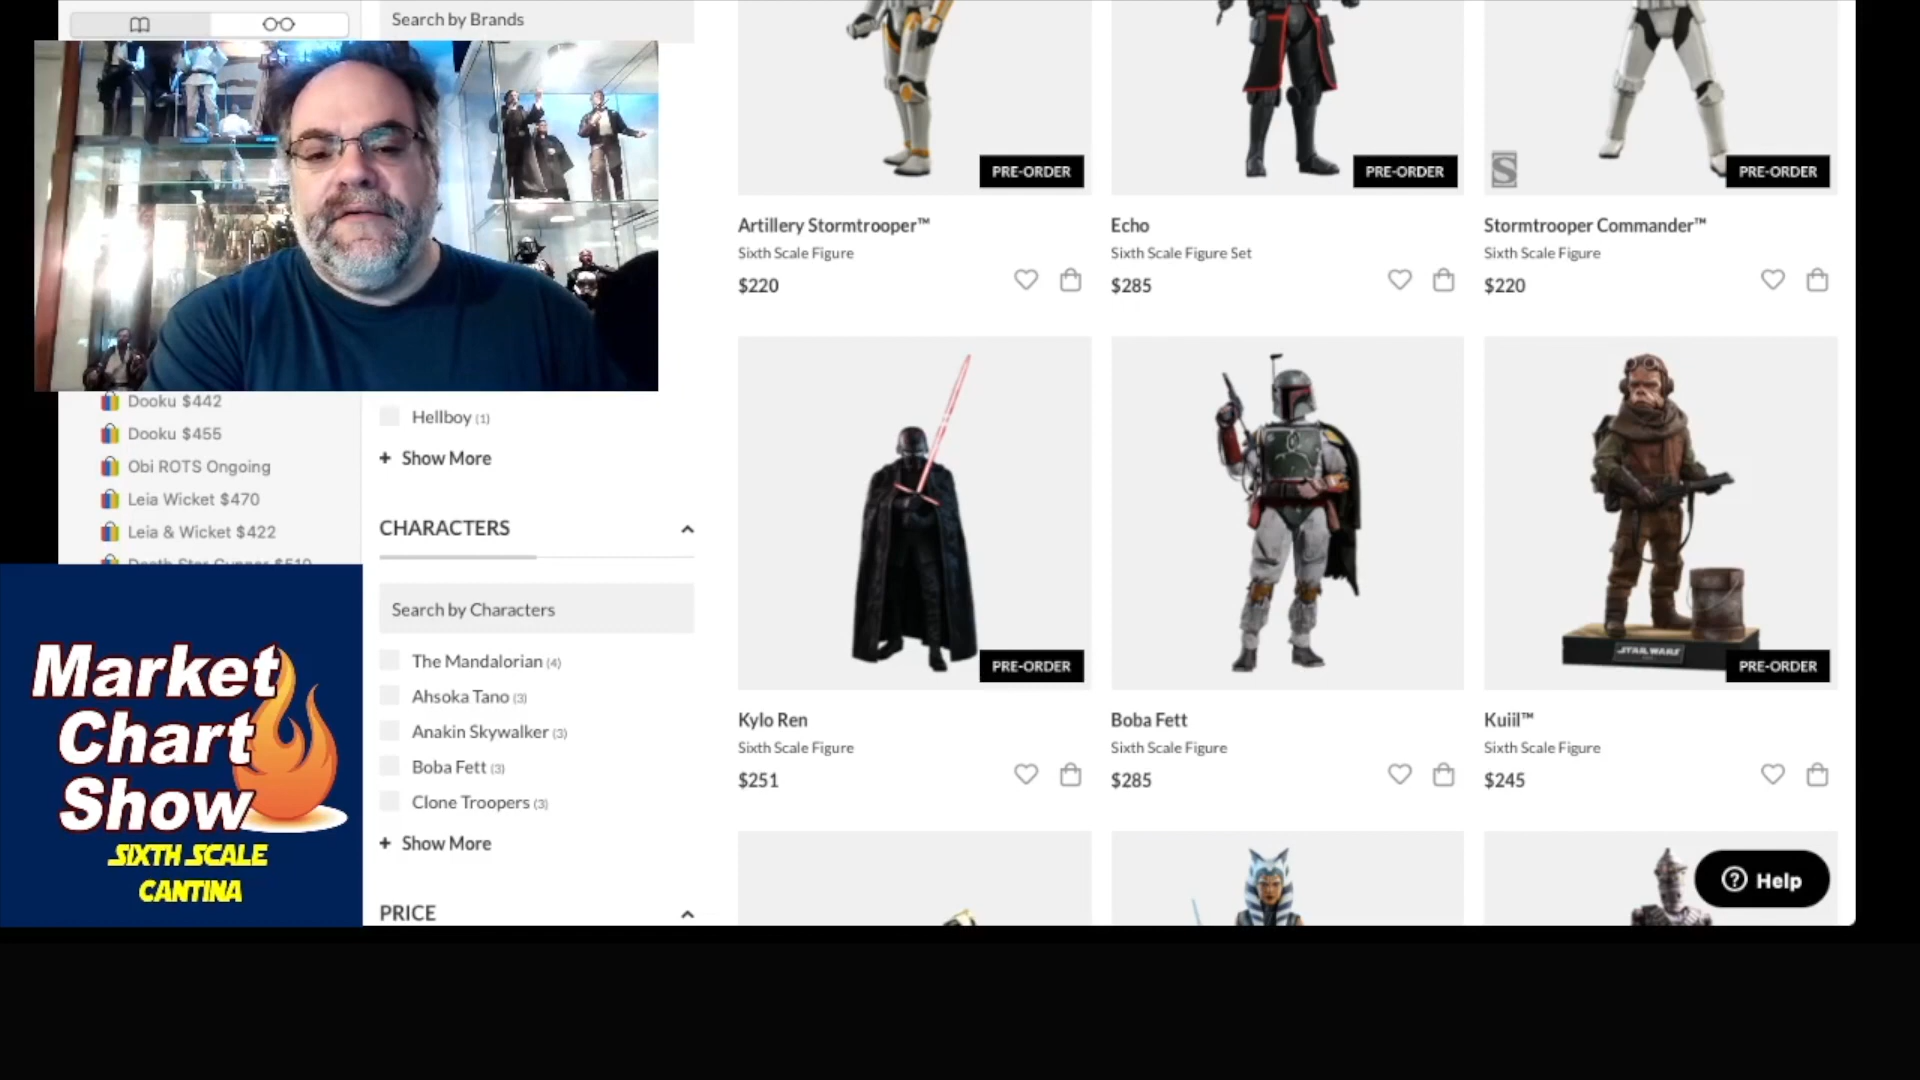 Search by Brands
Dooku $442
Dooku $455
Obi ROTS Ongoing
Leia Wicket $470
Leia & Wicket $422
Market
Chart
Show
SIXTH SCALE
CANTINA
Hellboy (1)
+ Show More
CHARACTERS
Search by Characters
The Mandalorian (4)
Ahsoka Tano (3)
Anakin Skywalker (3)
Boba Fett (3)
Clone Troopers (3)
+ Show More
PRICE
PRE-ORDER
Artillery Stormtrooper™
Sixth Scale Figure
$220
PRE-ORDER
Echo
Sixth Scale Figure Set
$285
S
PRE-ORDER
Stormtrooper Commander™
Sixth Scale Figure
$220
PRE-ORDER
Kylo Ren
Sixth Scale Figure
$251
Boba Fett
Sixth Scale Figure
$285
STAR WARS
PRE-ORDER
Kuiil™
Sixth Scale Figure
$245
? Help